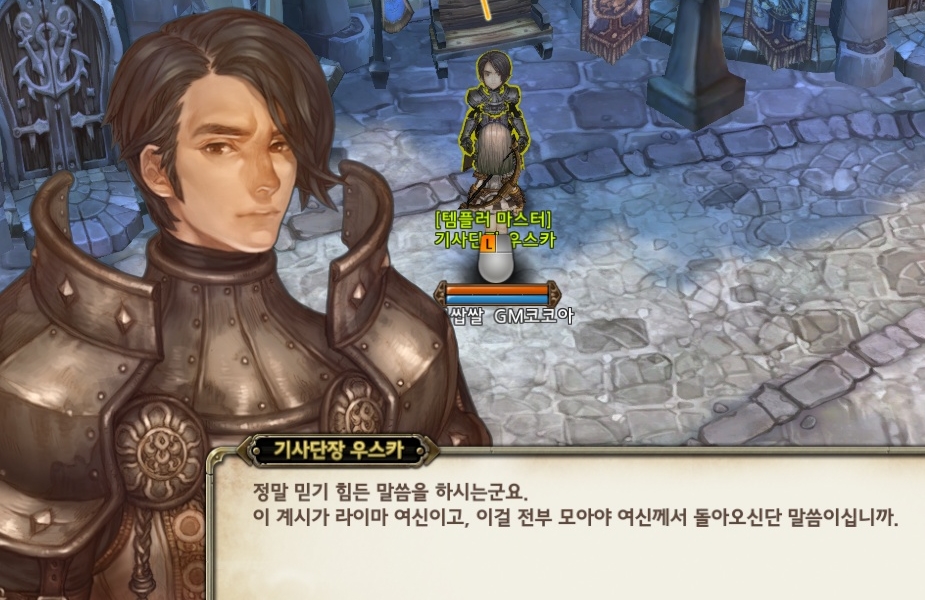 [템플러 마스터]
기사단 우스카
L
쌉쌀 GM코코아
기사단장 우스카
정말 믿기 힘든 말씀을 하시는군요.
이 계시가 라이마 여신이고, 이걸 전부 모아야 여신께서 돌아오신단 말씀이십니까.